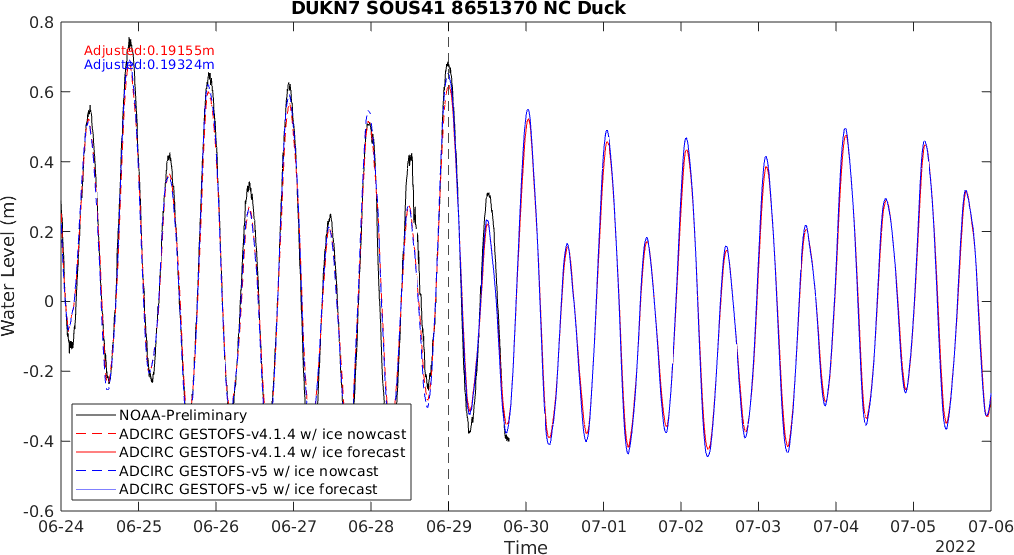 DUKN7 SOUS41 8651370 NC Duck
0.8
Adjusted:0.19155m
Adjusted:0.19324m
0.6
0.4
0.2
0
-0.2
-0.4
-0.6
Water Level (m)
NOAA-Preliminary
ADCIRC GESTOFS-v4.1.4 w/ ice nowcast
ADCIRC GESTOFS-v4.1.4 w/ ice forecast
ADCIRC GESTOFS-v5 w/ ice nowcast
ADCIRC GESTOFS-v5 w/ ice forecast
06-24 06-25 06-26 06-27 06-28 06-29 06-30 07-01 07-02 07-03 07-04 07-05 07-06
Time
2022